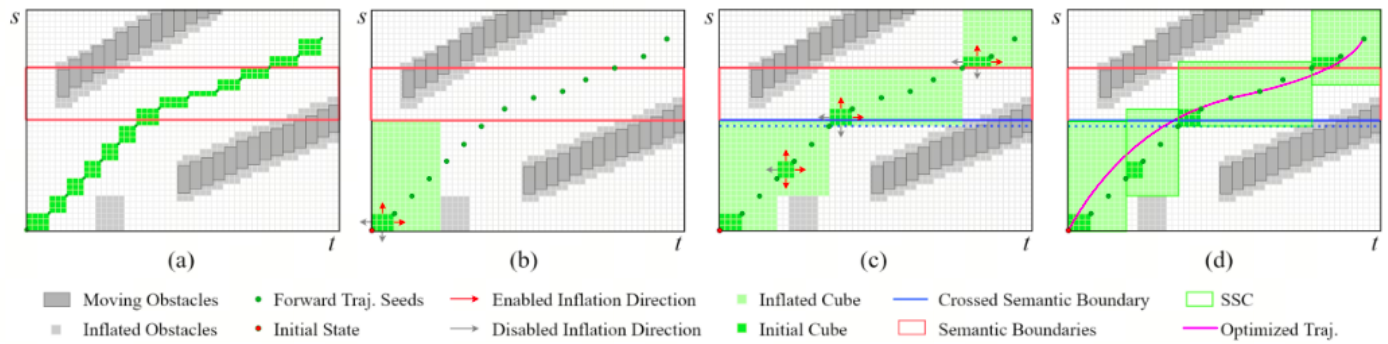 s
t
(a)
t
(b)
s
t
(c)
s
t
(d)
Moving Obstacles
Forward Traj. Seeds
Enabled Inflation Direction
Inflated Cube
Crossed Semantic Boundary
SSC
Inflated Obstacles
Initial State
Disabled Inflation Direction
Initial Cube
Semantic Boundaries
Optimized Traj.